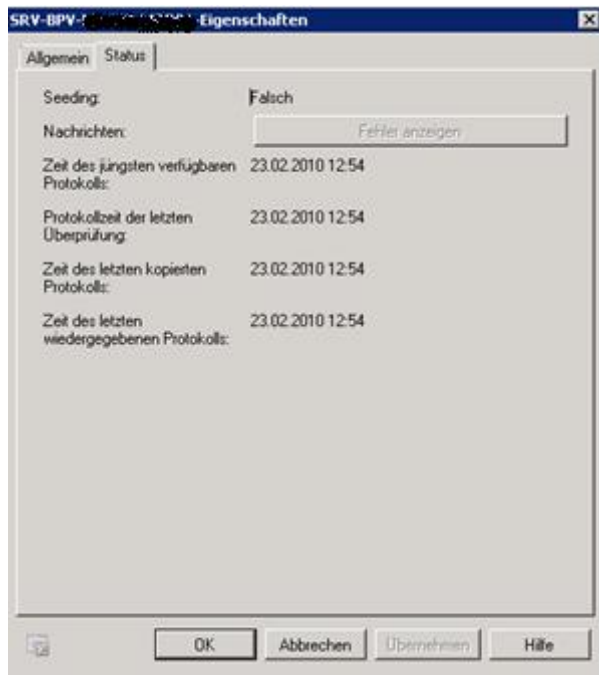 SRV-BPV- -Eigenschaften
Allgemein Status
Seeding: Falsch
Nachrichten: Fehler anzeigen
Zeit des jüngsten verfügbaren 23.02.2010 12:54
Protokolls:
Protokollzeit der letzten 23.02.2010 12:54
Überprüfung:
Zeit des letzten kopierten 23.02.2010 12:54
Protokolls:
Zeit des letzten 23.02.2010 12:54
wiedergegebenen Protokolls:
OK Abbrechen Übernehmen Hilfe